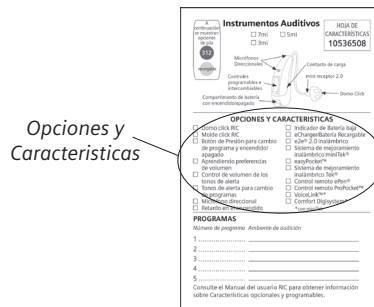 A
continuación
se muestran
opciones
de pila
312
recargable
Instrumentos Auditivos
7mi
5mi
3mi
HOJA DE
CARACTERÍSTICAS
10536508
Micrófonos
Direccionales
Contacto de carga
mini receptor 2.0
Controles
programables e
intercambiables
Domo Click
Compartimento de batería
con encendido/apagado
Opciones y
Caracteristicas
OPCIONES Y CARACTERISTICAS
Domo click RIC
Molde click RIC
Botón de Presión para cambio
de programa y encendido/
apagado
Aprendiendo preferencias
de volumen
Control de volumen de los
tonos de alerta
Tonos de alerta para cambio
de programas
Micrófono direccional
Retardo en el encendido
Indicador de Batería baja
eCharger/Batería Recargable
e2e® 2.0 Inalámbrico
Sistema de mejoramiento
inalámbrico miniTek®
easyPocket™
Sistema de mejoramiento
inalámbrico Tek®
Control remoto ePen®
Control remoto ProPocket™
VoiceLink™*
Comfort Digisystem*
PROGRAMAS
Número de programa Ambiente de audición
1
2
3
4
5
Consulte el Manual del usuario RIC para obtener información
sobre Características opcionales y programables.